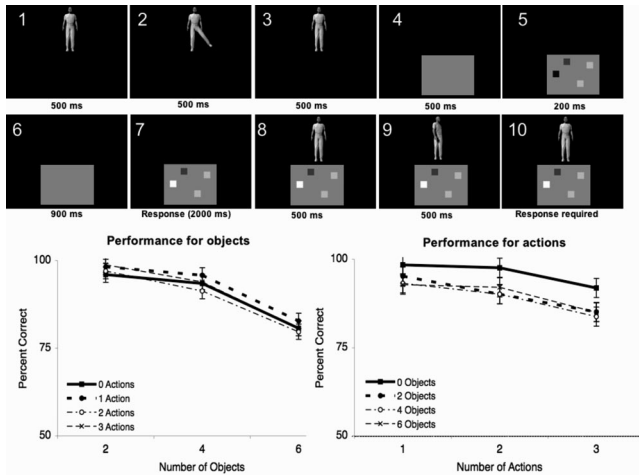 1 2 3 4 5
500 ms 500 ms 500 ms 500 ms 200 ms
6 7 8 9 10
900 ms Response (2000 ms) 500 ms 500 ms Response required
Performance for objects
100
75
50
Percent Correct
0 Actions
1 Action
2 Actions
3 Actions
2 4 6
Number of Objects
Performance for actions
100
75
50
Percent Correct
0 Objects
2 Objects
4 Objects
6 Objects
1 2 3
Number of Actions